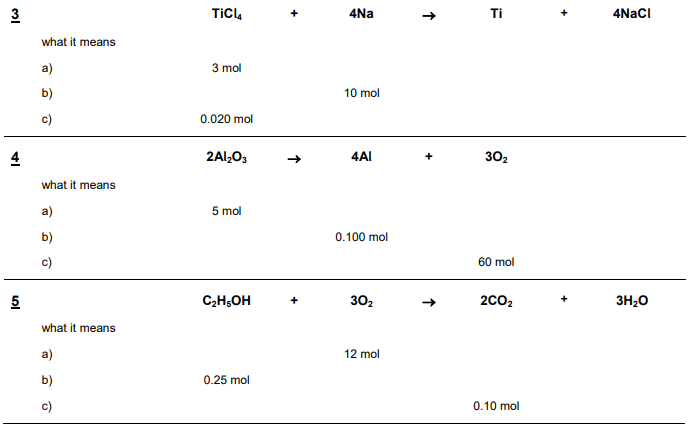 3 TiCl₄ + 4Na → Ti + 4NaCl
what it means
a) 3 mol
b) 10 mol
c) 0.020 mol
4 2Al₂O₃ → 4Al + 3O₂
what it means
a) 5 mol
b) 0.100 mol
c) 60 mol
5 C₂H₅OH + 3O₂ → 2CO₂ + 3H₂O
what it means
a) 12 mol
b) 0.25 mol
c) 0.10 mol